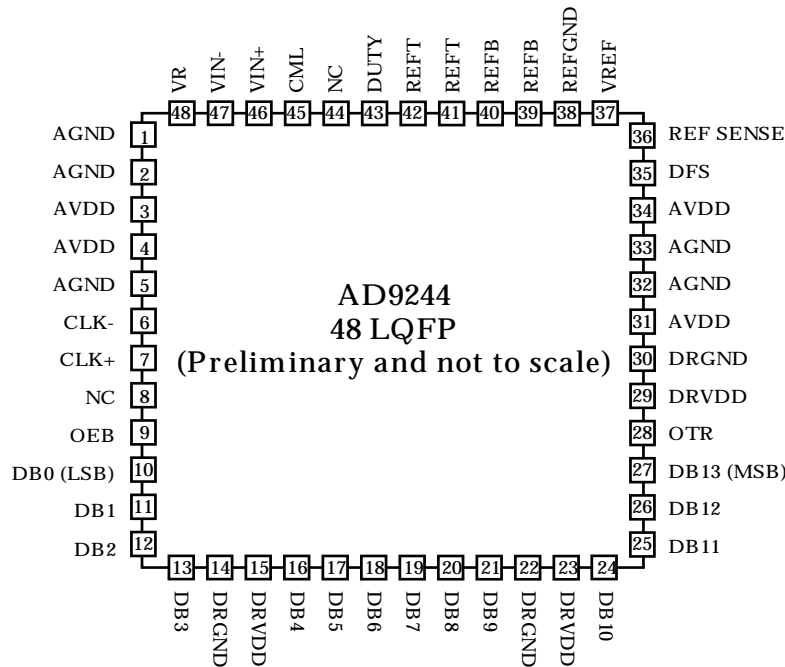 VR
VIN-
VIN+
CML
NC
DUTY
REFT
REFT
REFB
REFB
REFGND
VREF
48 47 46 45 44 43 42 41 40 39 38 37
AGND 1
AGND 2
AVDD 3
AVDD 4
AGND 5
CLK- 6
CLK+ 7
NC 8
OEB 9
DB0 (LSB) 10
DB1 11
DB2 12
AD9244
48 LQFP
(Preliminary and not to scale)
36 REF SENSE
35 DFS
34 AVDD
33 AGND
32 AGND
31 AVDD
30 DRGND
29 DRVDD
28 OTR
27 DB13 (MSB)
26 DB12
25 DB11
13 14 15 16 17 18 19 20 21 22 23 24
DB3
DRGND
DRVDD
DB4
DB5
DB6
DB7
DB8
DB9
DRGND
DRVDD
DB10